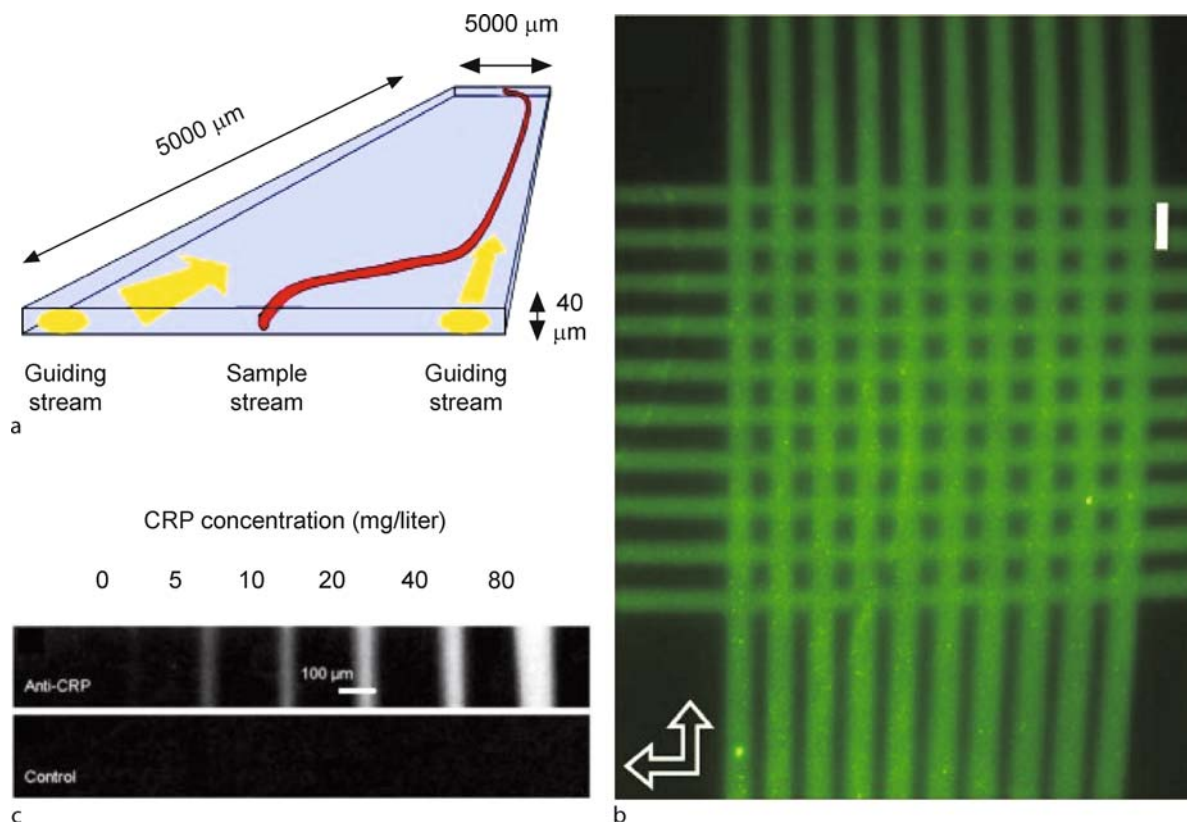 5000 μm
5000 μm
40
μm
Guiding
stream
Sample
stream
Guiding
stream
a
CRP concentration (mg/liter)
0 5 10 20 40 80
100 μm
Anti-CRP
Control
c
b